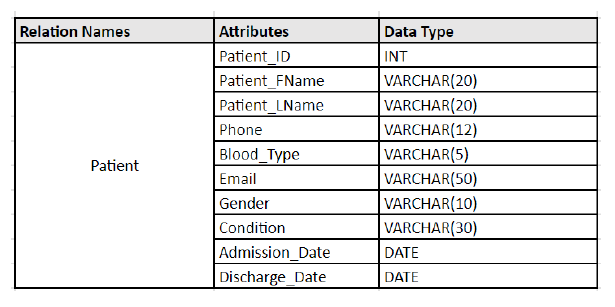 Relation Names Attributes Data Type
Patient_ID INT
Patient_FName VARCHAR(20)
Patient_LName VARCHAR(20)
Phone VARCHAR(12)
Blood_Type VARCHAR(5)
Patient
Email VARCHAR(50)
Gender VARCHAR(10)
Condition VARCHAR(30)
Admission_Date DATE
Discharge_Date DATE